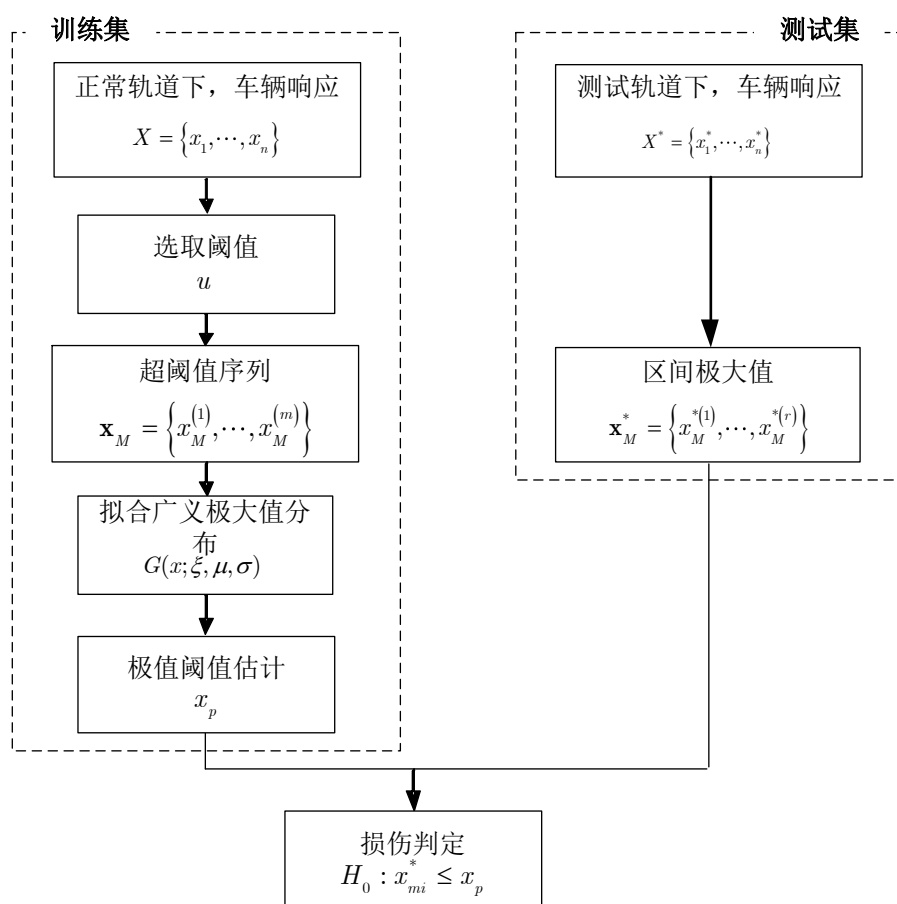 训练集
正常轨道下，车辆响应
X = {x_1, ⋯, x_n}
选取阈值
u
超阈值序列
x_M = {x_M^(1), ⋯, x_M^(m)}
拟合广义极大值分
布
G(x; ξ, μ, σ)
极值阈值估计
x_p
测试集
测试轨道下，车辆响应
X^* = {x_1^*, ⋯, x_n^*}
区间极大值
x_M^* = {x_M^*(1), ⋯, x_M^*(r)}
损伤判定
H_0 : x_mi^* ≤ x_p